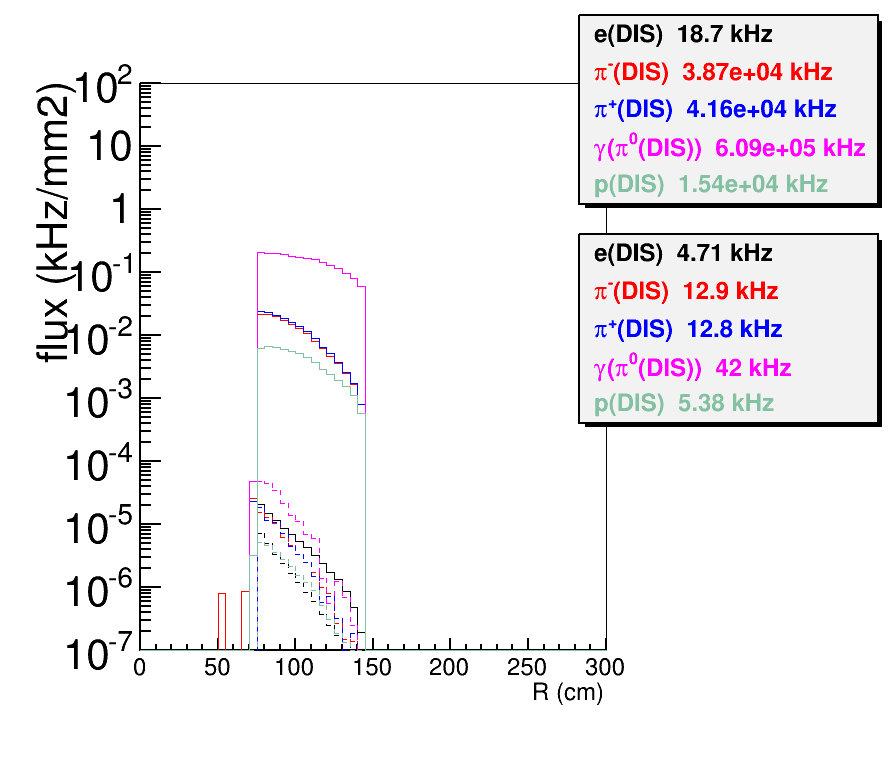 e(DIS) 18.7 kHz
π⁻(DIS) 3.87e+04 kHz
π⁺(DIS) 4.16e+04 kHz
γ(π⁰(DIS)) 6.09e+05 kHz
p(DIS) 1.54e+04 kHz
e(DIS) 4.71 kHz
π⁻(DIS) 12.9 kHz
π⁺(DIS) 12.8 kHz
γ(π⁰(DIS)) 42 kHz
p(DIS) 5.38 kHz
flux (kHz/mm2)
10²
10
1
10⁻¹
10⁻²
10⁻³
10⁻⁴
10⁻⁵
10⁻⁶
10⁻⁷
0 50 100 150 200 250 300
R (cm)